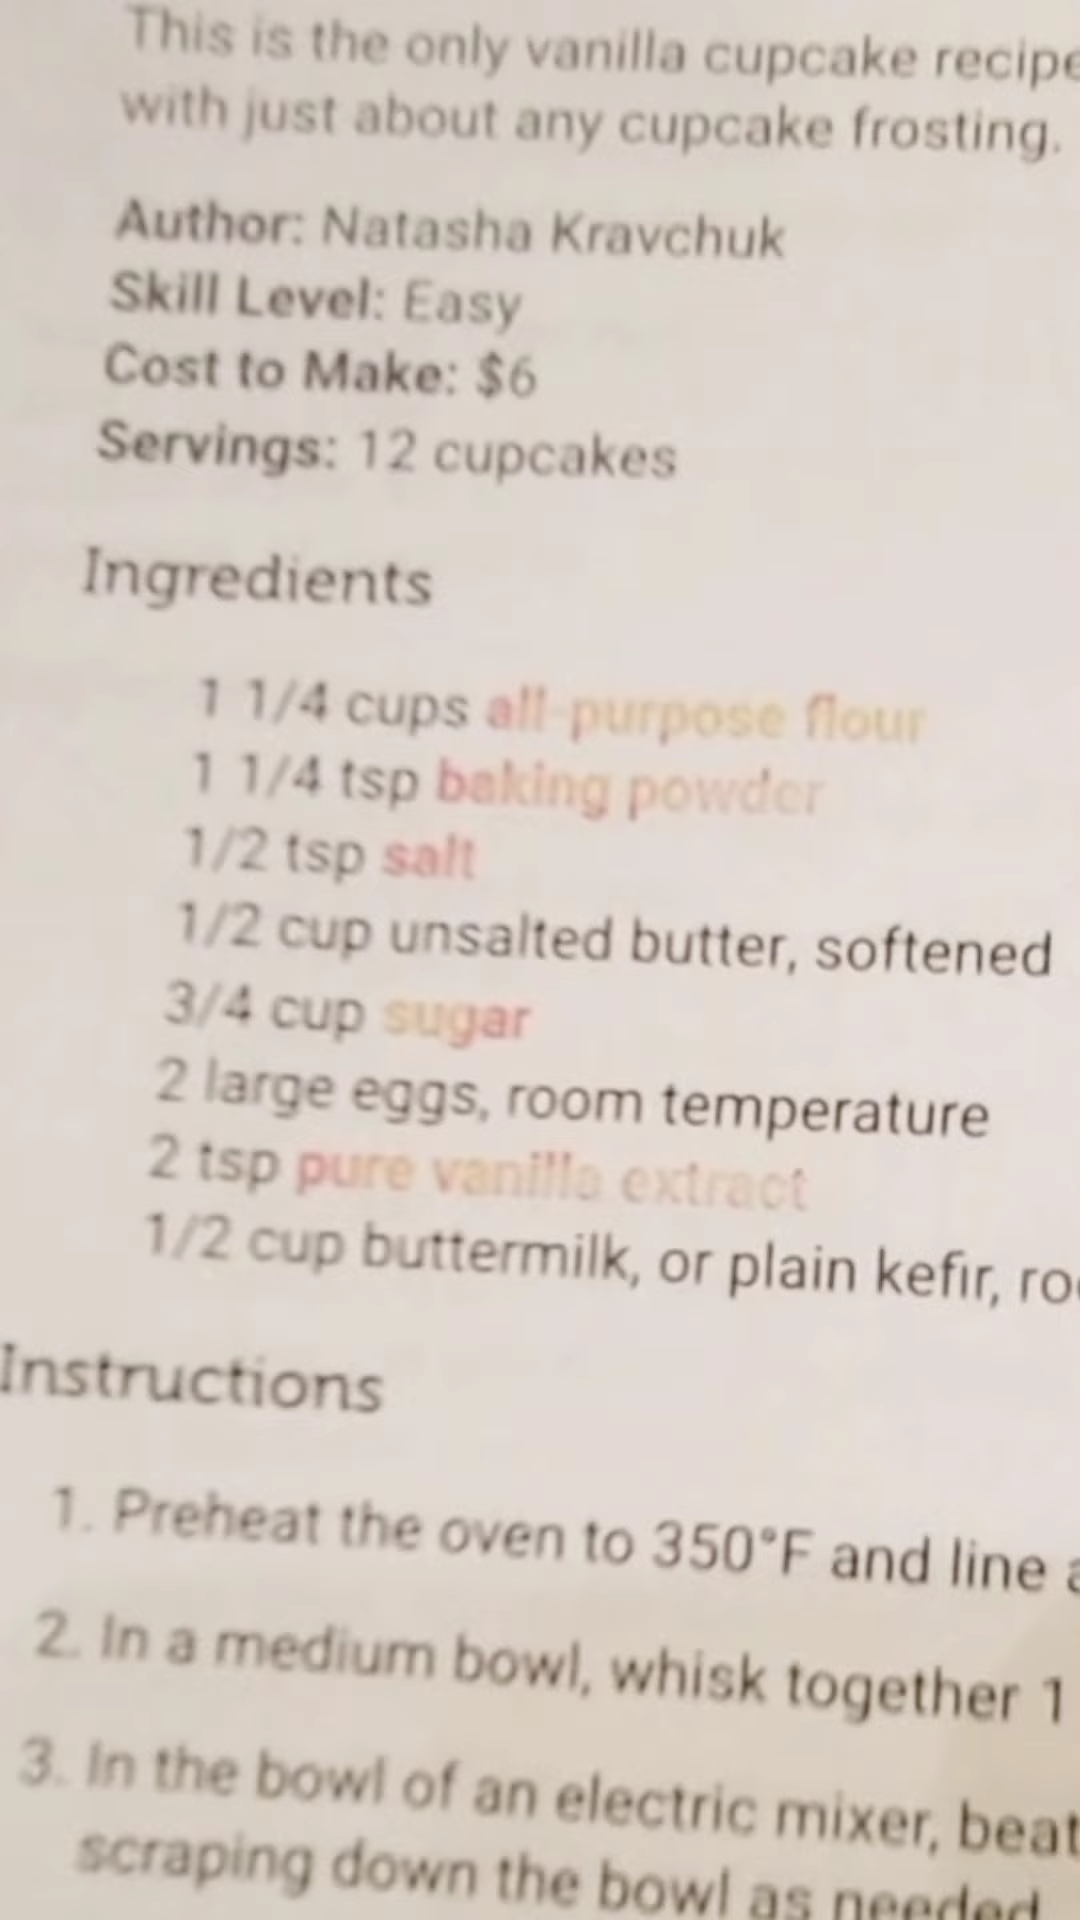 This is the only vanilla cupcake recipe
with just about any cupcake frosting.
Author: Natasha Kravchuk
Skill Level: Easy
Cost to Make: $6
Servings: 12 cupcakes
Ingredients
1 1/4 cups all-purpose flour
1 1/4 tsp baking powder
1/2 tsp salt
1/2 cup unsalted butter, softened
3/4 cup sugar
2 large eggs, room temperature
2 tsp pure vanilla extract
1/2 cup buttermilk, or plain kefir,
Instructions
1. Preheat the oven to 350°F and line
2. In a medium bowl, whisk together 1
3. In the bowl of an electric mixer, beat
scraping down the bowl as needed